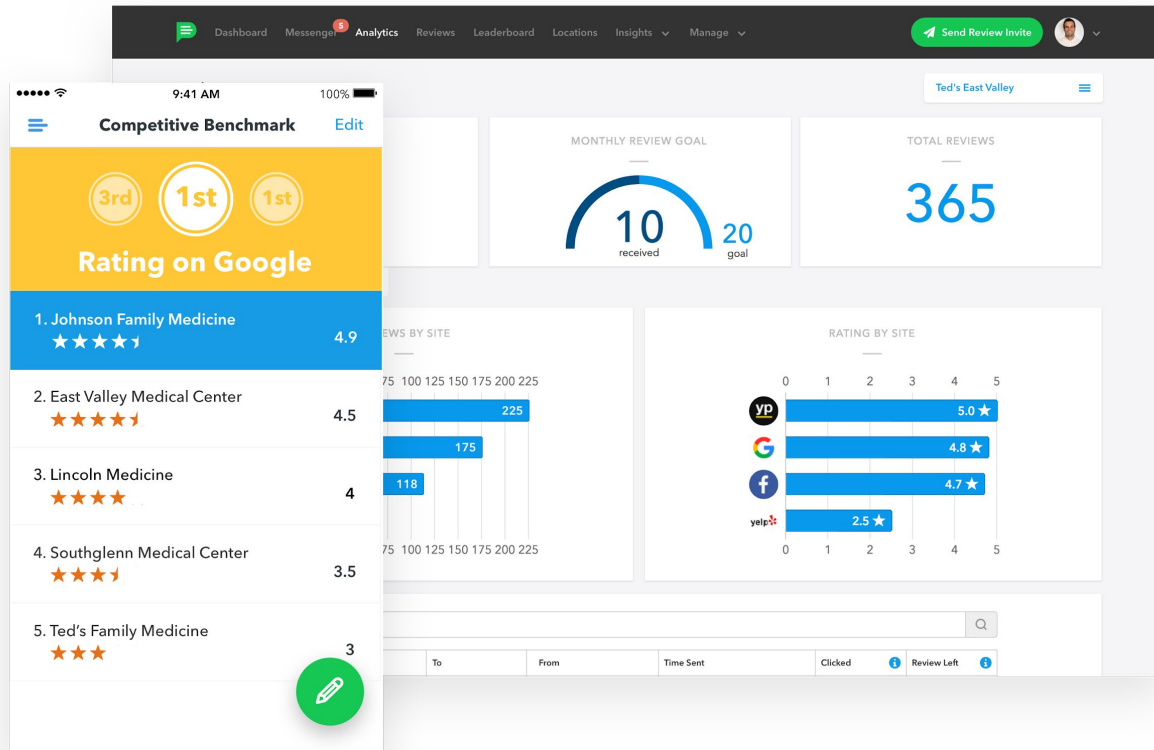 Dashboard Messenger 5 Analytics Reviews Leaderboard Locations Insights Manage Send Review Invite
Ted's East Valley
9:41 AM 100%
Competitive Benchmark Edit
3rd 1st 1st
Rating on Google
1. Johnson Family Medicine
4.9
2. East Valley Medical Center
4.5
3. Lincoln Medicine
4
4. Southglenn Medical Center
3.5
5. Ted's Family Medicine
3
MONTHLY REVIEW GOAL
10
received
20
goal
TOTAL REVIEWS
365
BY SITE
100 125 150 175 200 225
225
175
118
100 125 150 175 200 225
RATING BY SITE
0 1 2 3 4 5
yp 5.0 ★
G 4.8 ★
f 4.7 ★
yelp 2.5 ★
0 1 2 3 4 5
To From Time Sent Clicked Review Left